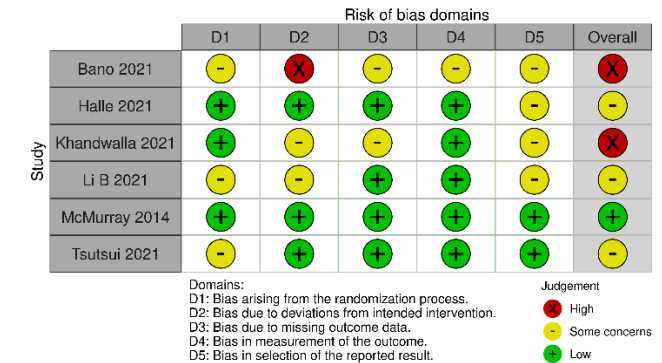 Risk of bias domains
D1 D2 D3 D4 D5 Overall
Study
Bano 2021 - X - - - X
Halle 2021 + + + + - -
Khandwalla 2021 + - - + - X
Li B 2021 - - + + - -
McMurray 2014 + + + + + +
Tsutsui 2021 - + + + + -
Domains:
D1: Bias arising from the randomization process.
D2: Bias due to deviations from intended intervention.
D3: Bias due to missing outcome data.
D4: Bias in measurement of the outcome.
D5: Bias in selection of the reported result.
Judgement
X High
- Some concerns
+ Low